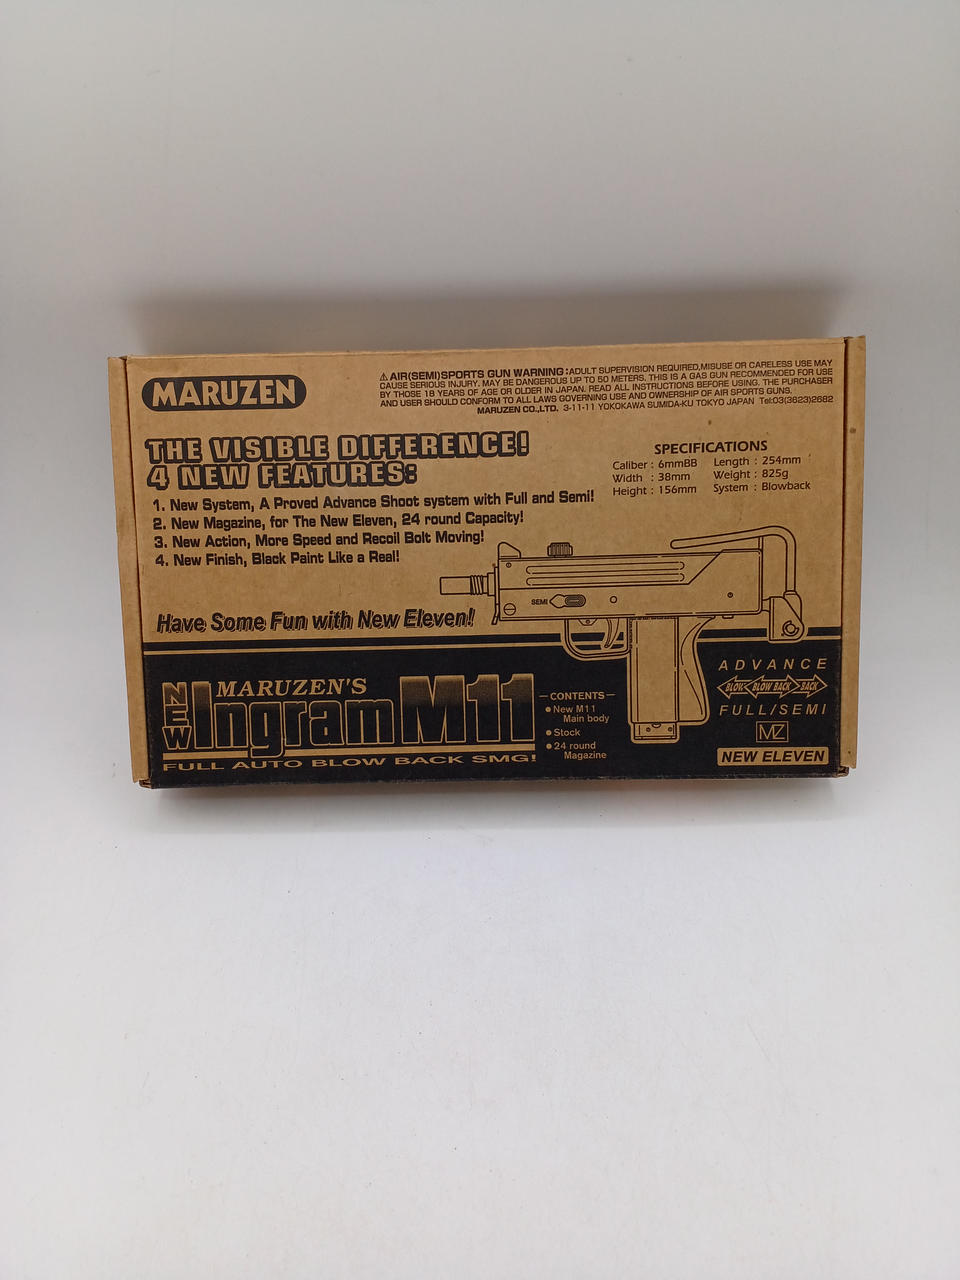 MARUZEN
⚠ AIR(SEMI)SPORTS GUN WARNING:ADULT SUPERVISION REQUIRED,MISUSE OR CARELESS USE MAY
CAUSE SERIOUS INJURY. MAY BE DANGEROUS UP TO 50 METERS. THIS IS A GAS GUN RECOMMENDED FOR USE
BY THOSE 18 YEARS OF AGE OR OLDER IN JAPAN. READ ALL INSTRUCTIONS BEFORE USING. THE PURCHASER
AND USER SHOULD CONFORM TO ALL LAWS GOVERNING USE AND OWNERSHIP OF AIR SPORTS GUNS.
MARUZEN CO.,LTD. 3-11-11 YOKOKAWA SUMIDA-KU TOKYO JAPAN Tel:03(3623)2682
THE VISIBLE DIFFERENCE!
4 NEW FEATURES:
1. New System, A Proved Advance Shoot system with Full and Semi!
2. New Magazine, for The New Eleven, 24 round Capacity!
3. New Action, More Speed and Recoil Bolt Moving!
4. New Finish, Black Paint Like a Real!
SPECIFICATIONS
Caliber : 6mmBB Length : 254mm
Width : 38mm Weight : 825g
Height : 156mm System : Blowback
SEMI
Have Some Fun with New Eleven!
NEW
MARUZEN'S
Ingram M11
FULL AUTO BLOW BACK SMG!
CONTENTS
● New M11
Main body
● Stock
● 24 round
Magazine
ADVANCE
BLOW BLOW BACK BACK
FULL/SEMI
MZ
NEW ELEVEN